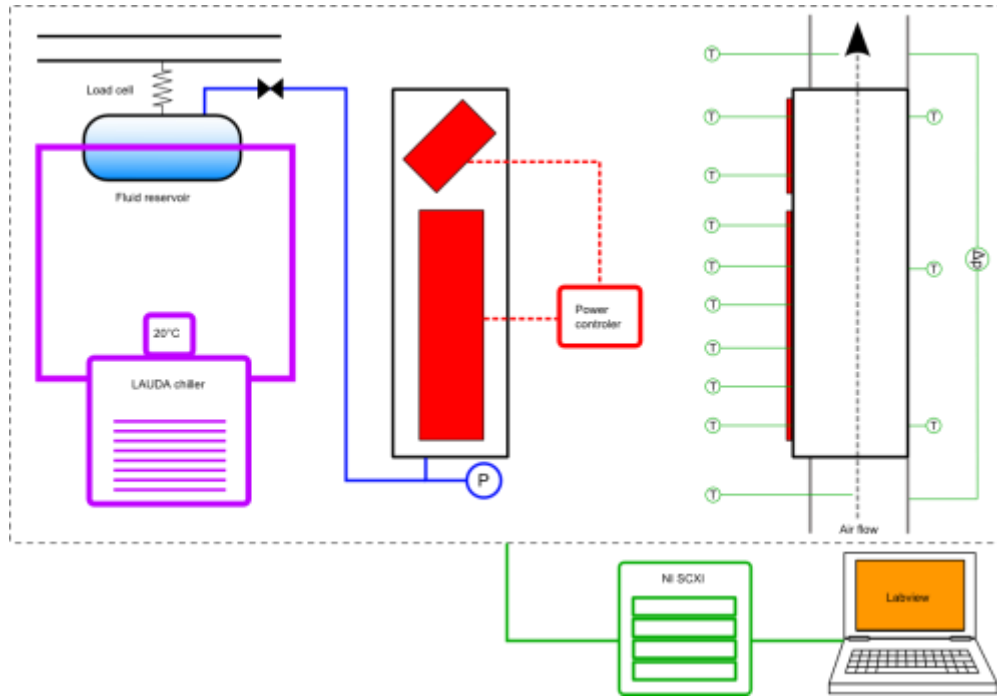 Load cell
Fluid reservoir
20°C
LAUDA chiller
P
Power
controler
T
T
T
T
T
T
T
T
T
T
T
T
T
Δp
Air flow
NI SCXI
Labview